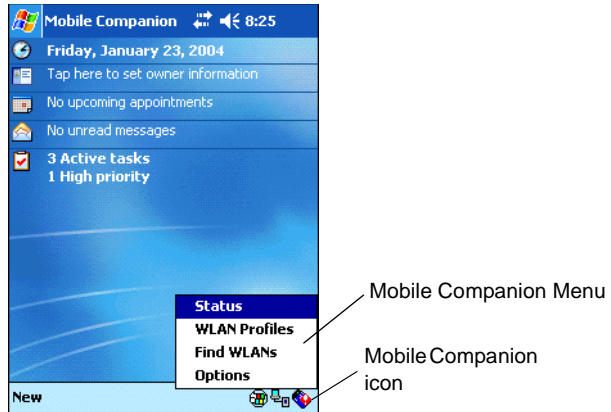 Mobile Companion 8:25
Friday, January 23, 2004
Tap here to set owner information
No upcoming appointments
No unread messages
3 Active tasks
1 High priority
Status
WLAN Profiles
Find WLANs
Options
New
Mobile Companion Menu
Mobile Companion
icon